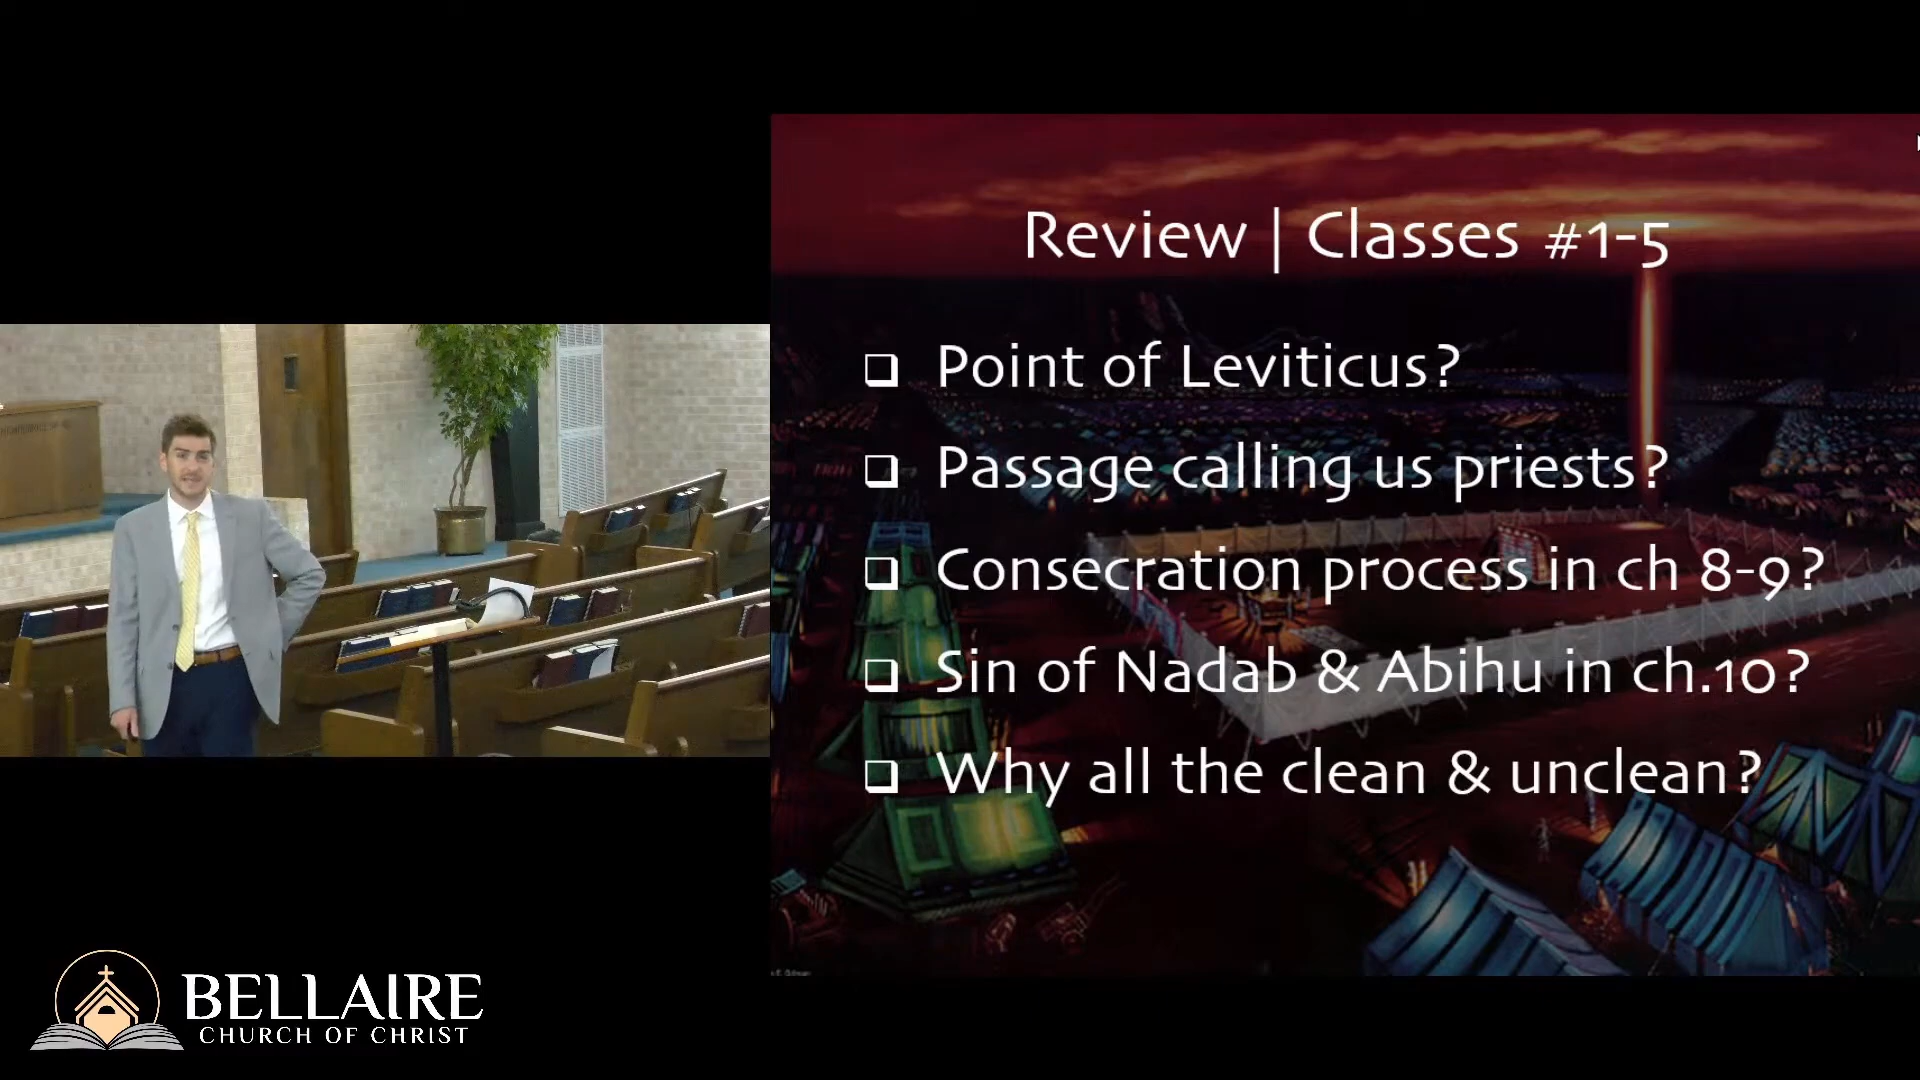 Review | Classes #1-5
Point of Leviticus?
Passage calling us priests?
Consecration process in ch 8-9?
Sin of Nadab & Abihu in ch.10?
Why all the clean & unclean?
BELLAIRE
CHURCH OF CHRIST